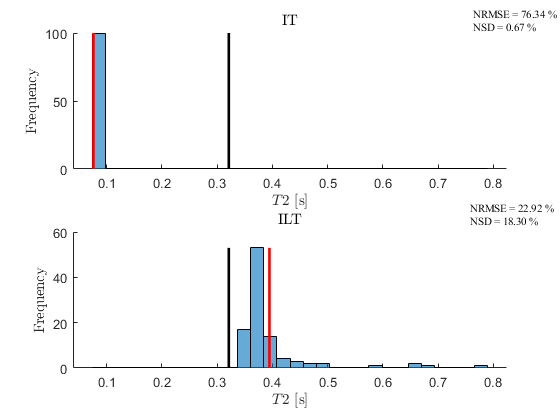 IT
NRMSE = 76.34 %
NSD = 0.67 %
Frequency
100
50
0
0.1 0.2 0.3 0.4 0.5 0.6 0.7 0.8
T2 [s]
ILT
NRMSE = 22.92 %
NSD = 18.30 %
Frequency
60
40
20
0
0.1 0.2 0.3 0.4 0.5 0.6 0.7 0.8
T2 [s]